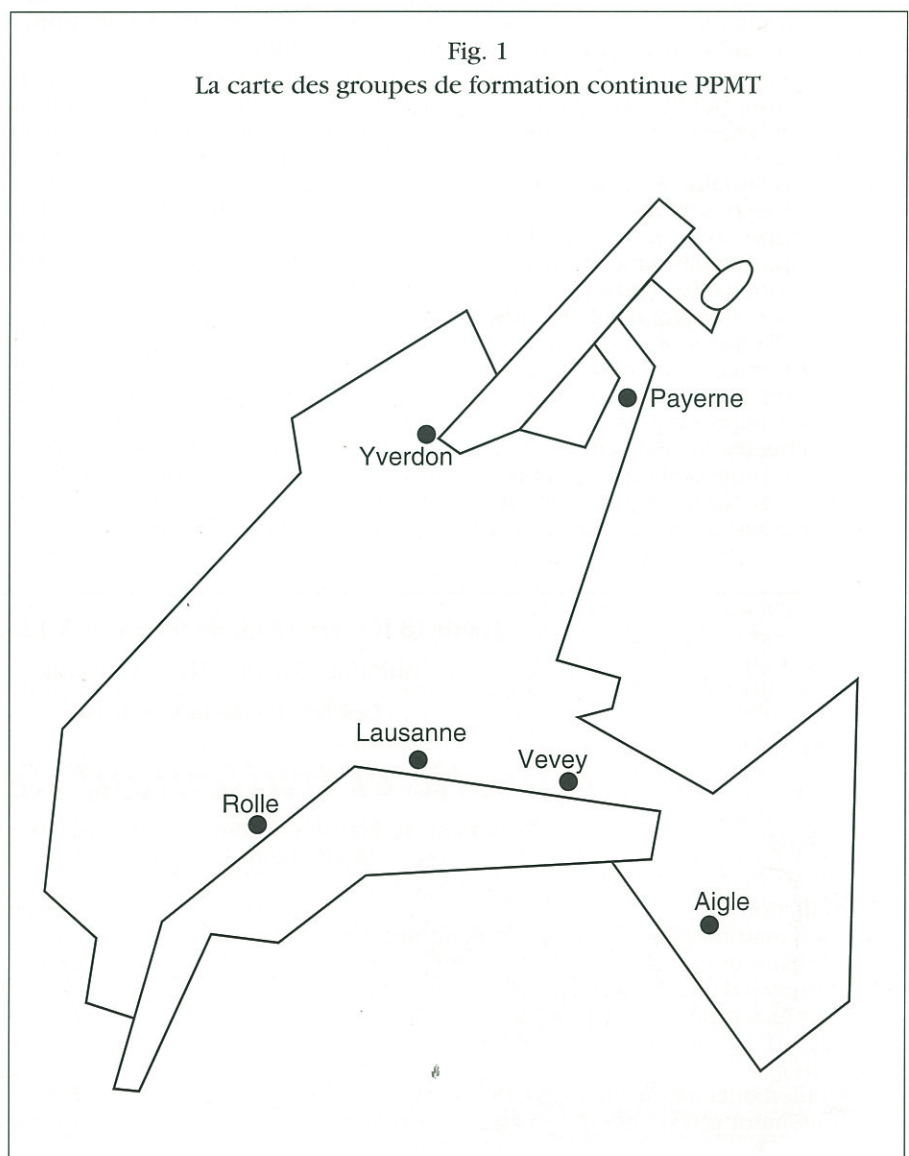 Fig. 1
La carte des groupes de formation continue PPMT
Payerne
Yverdon
Lausanne
Vevey
Rolle
Aigle